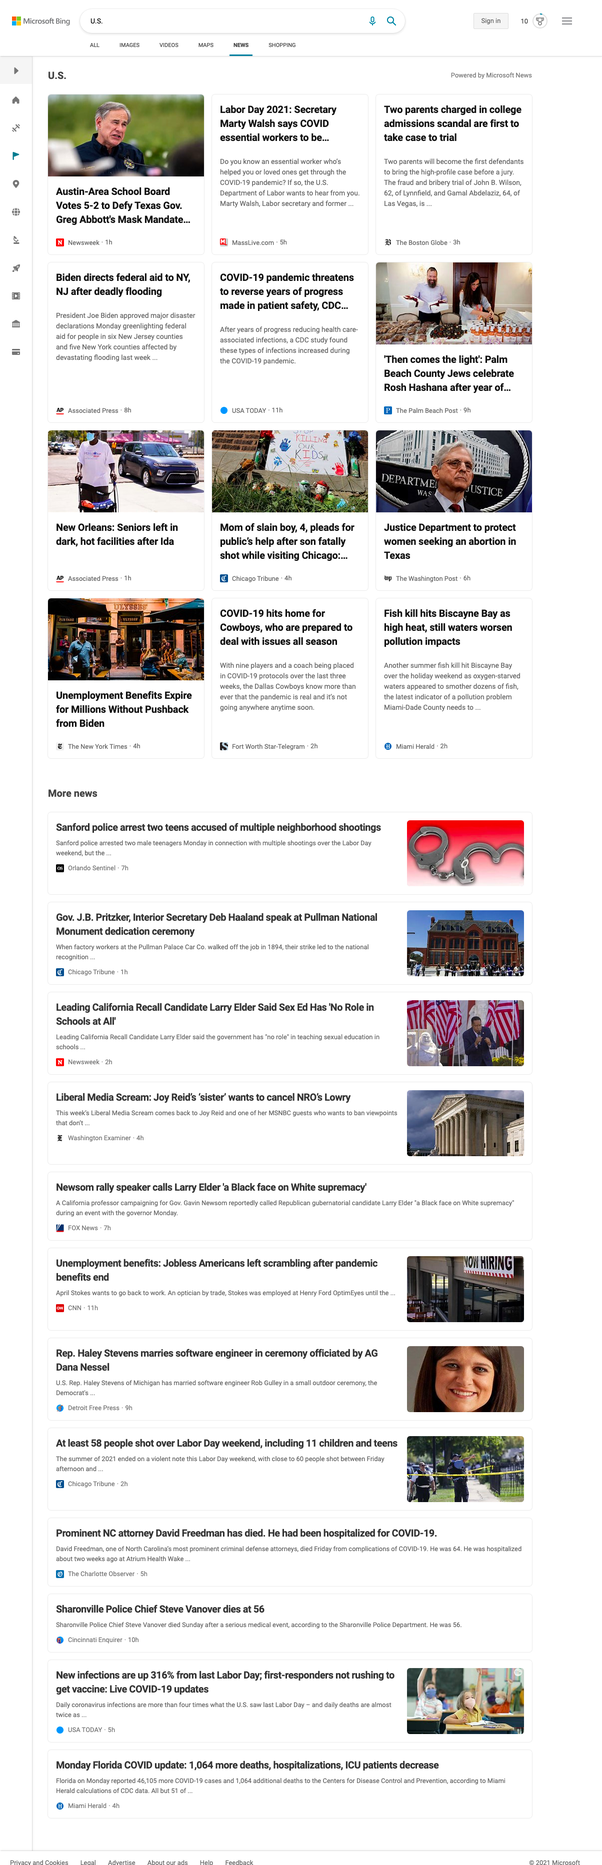 Microsoft Bing
U.S.
Sign in
10
ALL
IMAGES
VIDEOS
MAPS
NEWS
SHOPPING
U.S.
Powered by Microsoft News
Austin-Area School Board
Votes 5-2 to Defy Texas Gov.
Greg Abbott's Mask Mandate...
Newsweek · 1h
Labor Day 2021: Secretary
Marty Walsh says COVID
essential workers to be...
Do you know an essential worker who's
helped you or loved ones get through the
COVID-19 pandemic? If so, the U.S.
Department of Labor wants to hear from you.
Marty Walsh, Labor secretary and former ...
MassLive.com · 5h
Two parents charged in college
admissions scandal are first to
take case to trial
Two parents will become the first defendants
to bring the high-profile case before a jury.
The fraud and bribery trial of John B. Wilson,
62, of Lynnfield, and Gamal Abdelaziz, 64, of
Las Vegas, is ...
The Boston Globe · 3h
Biden directs federal aid to NY,
NJ after deadly flooding
President Joe Biden approved major disaster
declarations Monday greenlighting federal
aid for people in six New Jersey counties
and five New York counties affected by
devastating flooding last week ...
AP Associated Press · 8h
COVID-19 pandemic threatens
to reverse years of progress
made in patient safety, CDC...
After years of progress reducing health care-
associated infections, a CDC study found
these types of infections increased during
the COVID-19 pandemic.
USA TODAY · 11h
'Then comes the light': Palm
Beach County Jews celebrate
Rosh Hashana after year of...
The Palm Beach Post · 9h
New Orleans: Seniors left in
dark, hot facilities after Ida
AP Associated Press · 1h
KILLING
OUR
KIDS
Mom of slain boy, 4, pleads for
public's help after son fatally
shot while visiting Chicago:...
Chicago Tribune · 4h
DEPARTMENT JUSTICE
WAS
Justice Department to protect
women seeking an abortion in
Texas
wp The Washington Post · 6h
ULYSSES
Unemployment Benefits Expire
for Millions Without Pushback
from Biden
The New York Times · 4h
COVID-19 hits home for
Cowboys, who are prepared to
deal with issues all season
With nine players and a coach being placed
in COVID-19 protocols over the last three
weeks, the Dallas Cowboys know more than
ever that the pandemic is real and it's not
going anywhere anytime soon.
Fort Worth Star-Telegram · 2h
Fish kill hits Biscayne Bay as
high heat, still waters worsen
pollution impacts
Another summer fish kill hit Biscayne Bay
over the holiday weekend as oxygen-starved
waters appeared to smother dozens of fish,
the latest indicator of a pollution problem
Miami-Dade County needs to ...
Miami Herald · 2h
More news
Sanford police arrest two teens accused of multiple neighborhood shootings
Sanford police arrested two male teenagers Monday in connection with multiple shootings over the Labor Day
weekend, but the ...
OS Orlando Sentinel · 7h
Gov. J.B. Pritzker, Interior Secretary Deb Haaland speak at Pullman National
Monument dedication ceremony
When factory workers at the Pullman Palace Car Co. walked off the job in 1894, their strike led to the national
recognition ...
Chicago Tribune · 1h
Leading California Recall Candidate Larry Elder Said Sex Ed Has 'No Role in
Schools at All'
Leading California Recall Candidate Larry Elder said the government has "no role" in teaching sexual education in
schools ...
Newsweek · 2h
Liberal Media Scream: Joy Reid's 'sister' wants to cancel NRO's Lowry
This week's Liberal Media Scream comes back to Joy Reid and one of her MSNBC guests who wants to ban viewpoints
that don't ...
Washington Examiner · 4h
Newsom rally speaker calls Larry Elder 'a Black face on White supremacy'
A California professor campaigning for Gov. Gavin Newsom reportedly called Republican gubernatorial candidate Larry Elder "a Black face on White supremacy"
during an event with the governor Monday.
FOX News · 7h
Unemployment benefits: Jobless Americans left scrambling after pandemic
benefits end
April Stokes wants to go back to work. An optician by trade, Stokes was employed at Henry Ford OptimEyes until the ...
CNN · 11h
NOW HIRING
Rep. Haley Stevens marries software engineer in ceremony officiated by AG
Dana Nessel
U.S. Rep. Haley Stevens of Michigan has married software engineer Rob Gulley in a small outdoor ceremony, the
Democrat's ...
Detroit Free Press · 9h
At least 58 people shot over Labor Day weekend, including 11 children and teens
The summer of 2021 ended on a violent note this Labor Day weekend, with close to 60 people shot between Friday
afternoon and ...
Chicago Tribune · 2h
Prominent NC attorney David Freedman has died. He had been hospitalized for COVID-19.
David Freedman, one of North Carolina's most prominent criminal defense attorneys, died Friday from complications of COVID-19. He was 64. He was hospitalized
about two weeks ago at Atrium Health Wake ...
The Charlotte Observer · 5h
Sharonville Police Chief Steve Vanover dies at 56
Sharonville Police Chief Steve Vanover died Sunday after a serious medical event, according to the Sharonville Police Department. He was 56.
Cincinnati Enquirer · 10h
New infections are up 316% from last Labor Day; first-responders not rushing to
get vaccine: Live COVID-19 updates
Daily coronavirus infections are more than four times what the U.S. saw last Labor Day – and daily deaths are almost
twice as ...
USA TODAY · 5h
Monday Florida COVID update: 1,064 more deaths, hospitalizations, ICU patients decrease
Florida on Monday reported 46,105 more COVID-19 cases and 1,064 additional deaths to the Centers for Disease Control and Prevention, according to Miami
Herald calculations of CDC data. All but 51 of ...
Miami Herald · 4h
Privacy and Cookies
Legal
Advertise
About our ads
Help
Feedback
© 2021 Microsoft